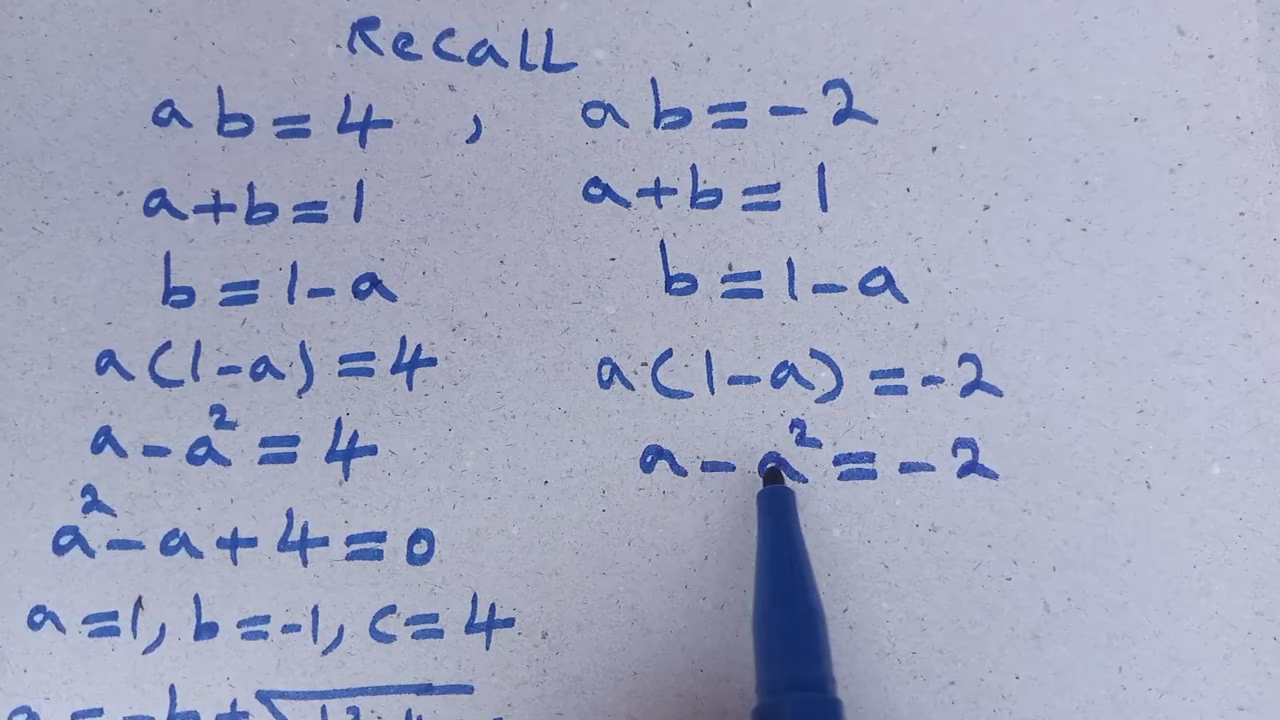 Recall
ab=4 , ab=-2
a+b=1 a+b=1
b=1-a b=1-a
a(1-a)=4 a(1-a)=-2
a-a²=4 a-a²=-2
a²-a+4=0
a=1, b=-1, c=4